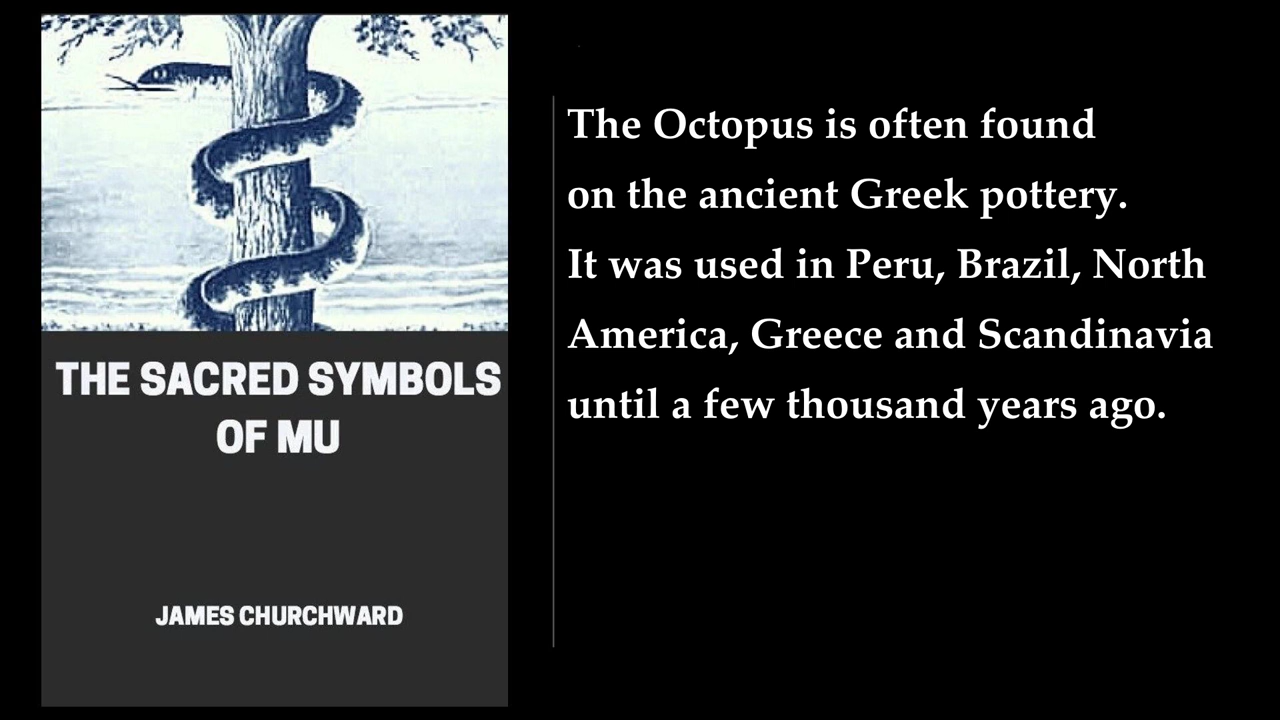 THE SACRED SYMBOLS
OF MU
JAMES CHURCHWARD
The Octopus is often found
on the ancient Greek pottery.
It was used in Peru, Brazil, North
America, Greece and Scandinavia
until a few thousand years ago.